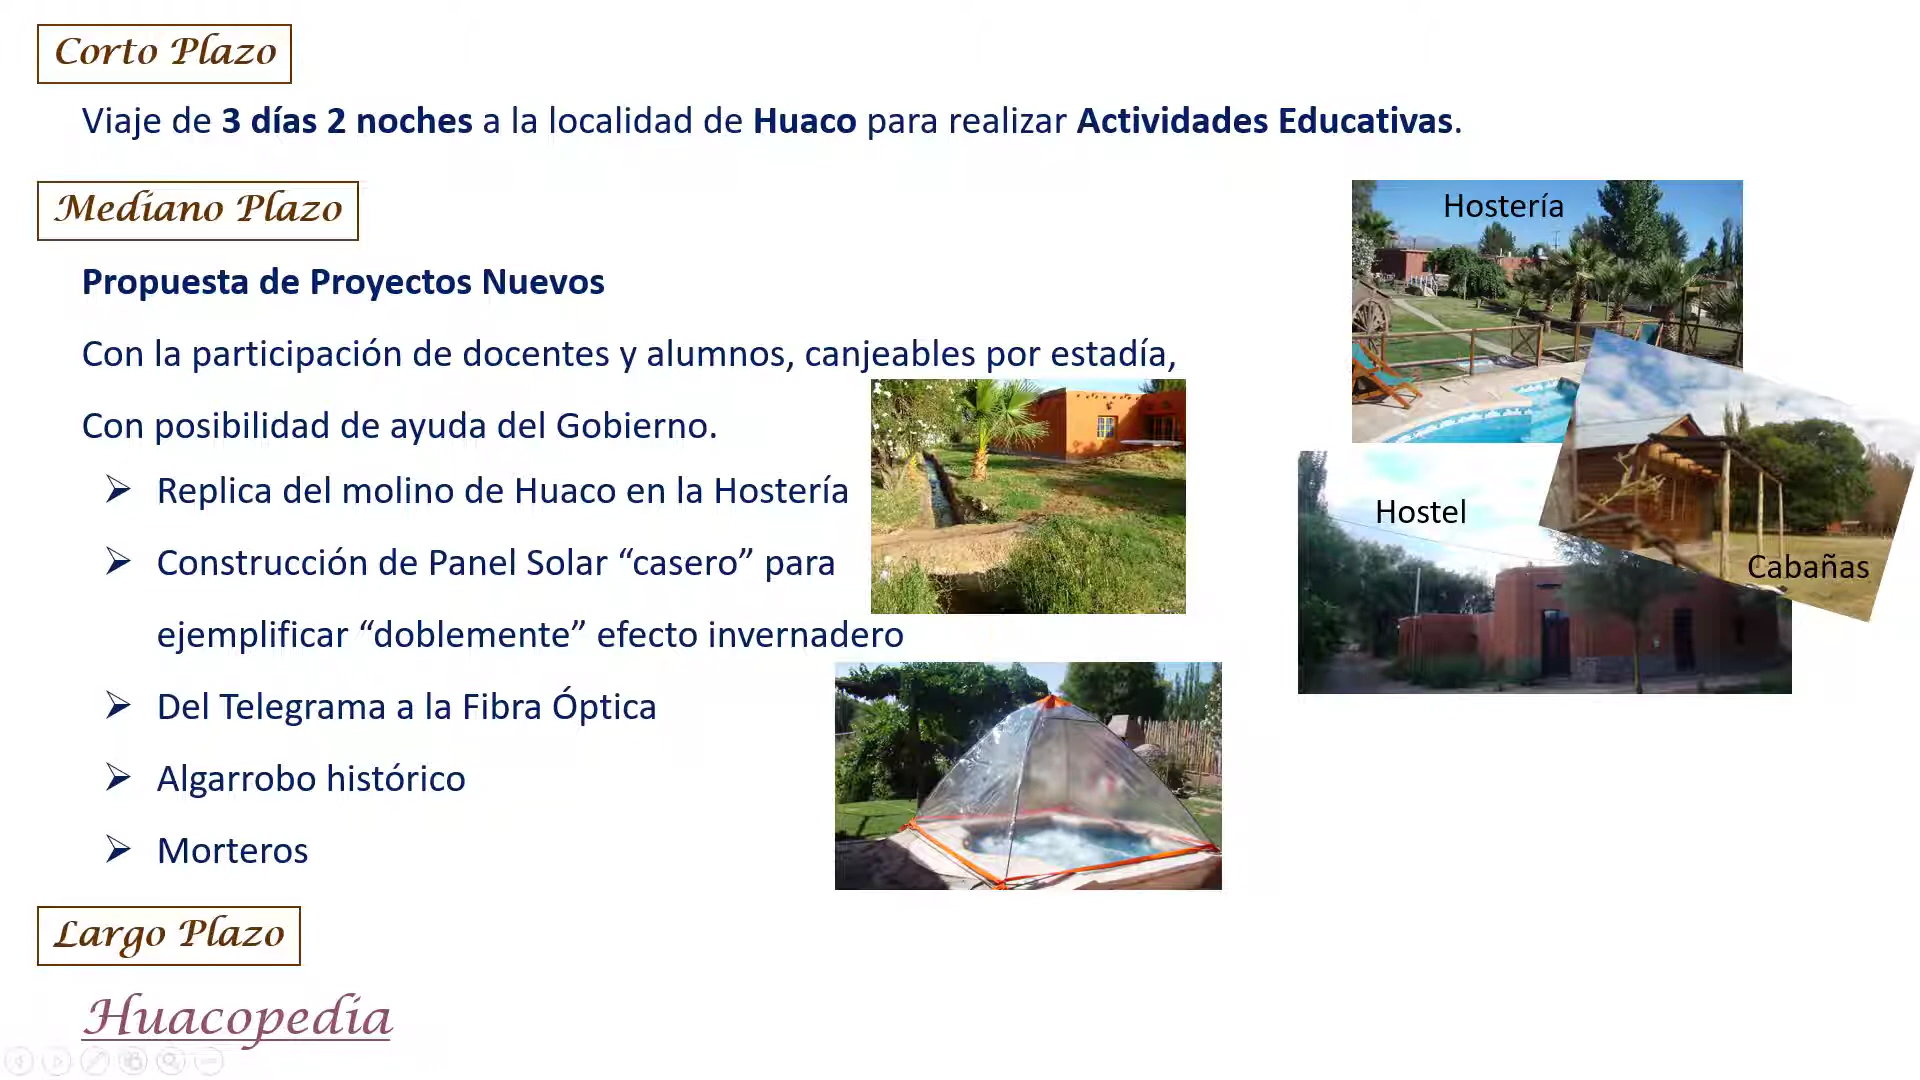 Corto Plazo
Viaje de 3 días 2 noches a la localidad de Huaco para realizar Actividades Educativas.
Mediano Plazo
Propuesta de Proyectos Nuevos
Con la participación de docentes y alumnos, canjeables por estadía,
Con posibilidad de ayuda del Gobierno.
➢ Replica del molino de Huaco en la Hostería
➢ Construcción de Panel Solar “casero” para
ejemplificar “doblemente” efecto invernadero
➢ Del Telegrama a la Fibra Óptica
➢ Algarrobo histórico
➢ Morteros
Hostería
Hostel
Cabañas
Largo Plazo
Huacopedia